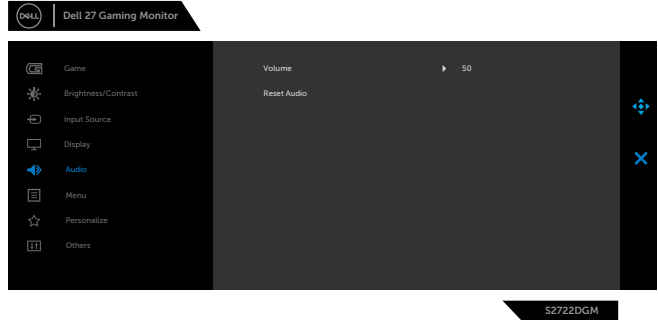 DELL
Dell 27 Gaming Monitor
Game
Volume
50
Brightness/Contrast
Reset Audio
Input Source
Display
Audio
Menu
Personalize
Others
S2722DGM